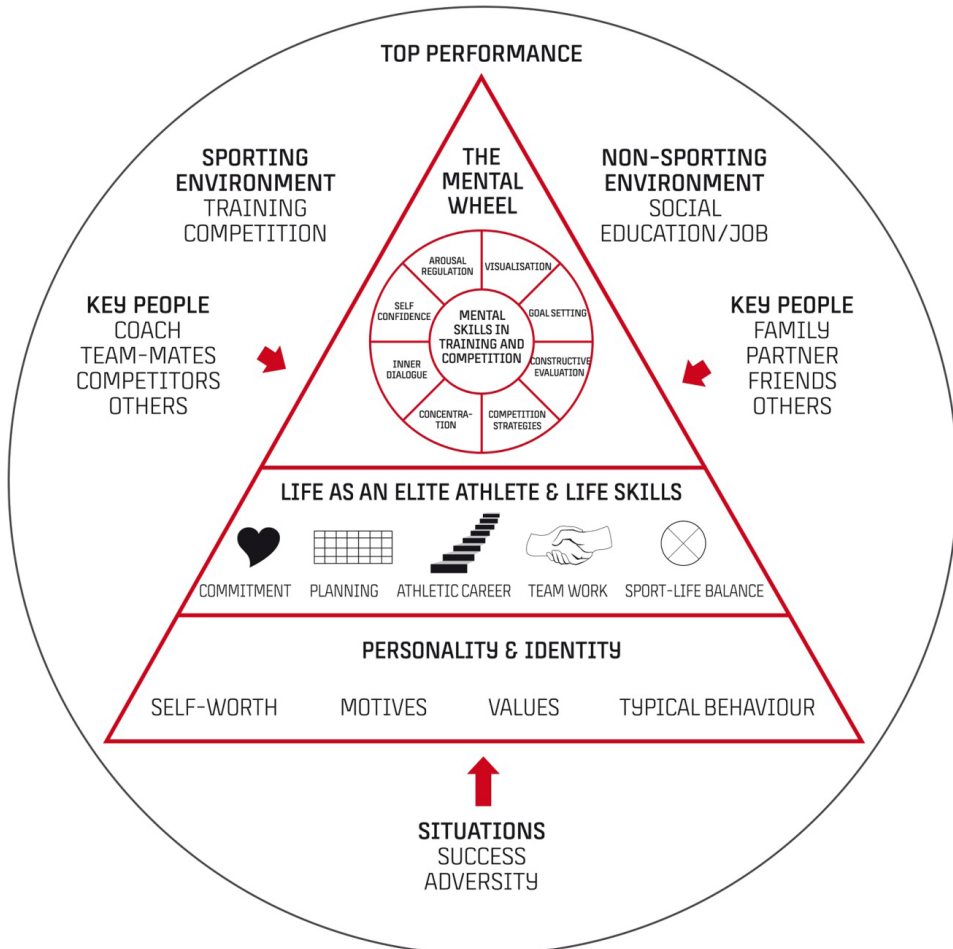 TOP PERFORMANCE
SPORTING
ENVIRONMENT
TRAINING
COMPETITION
THE
MENTAL
WHEEL
NON-SPORTING
ENVIRONMENT
SOCIAL
EDUCATION/JOB
KEY PEOPLE
COACH
TEAM-MATES
COMPETITORS
OTHERS
AROUSAL
REGULATION
VISUALISATION
SELF
CONFIDENCE
GOAL SETTING
MENTAL
SKILLS IN
TRAINING AND
COMPETITION
INNER
DIALOGUE
CONSTRUCTIVE
EVALUATION
CONCENTRA-
TION
COMPETITION
STRATEGIES
KEY PEOPLE
FAMILY
PARTNER
FRIENDS
OTHERS
LIFE AS AN ELITE ATHLETE & LIFE SKILLS
COMMITMENT
PLANNING
ATHLETIC CAREER
TEAM WORK
SPORT-LIFE BALANCE
PERSONALITY & IDENTITY
SELF-WORTH
MOTIVES
VALUES
TYPICAL BEHAVIOUR
SITUATIONS
SUCCESS
ADVERSITY